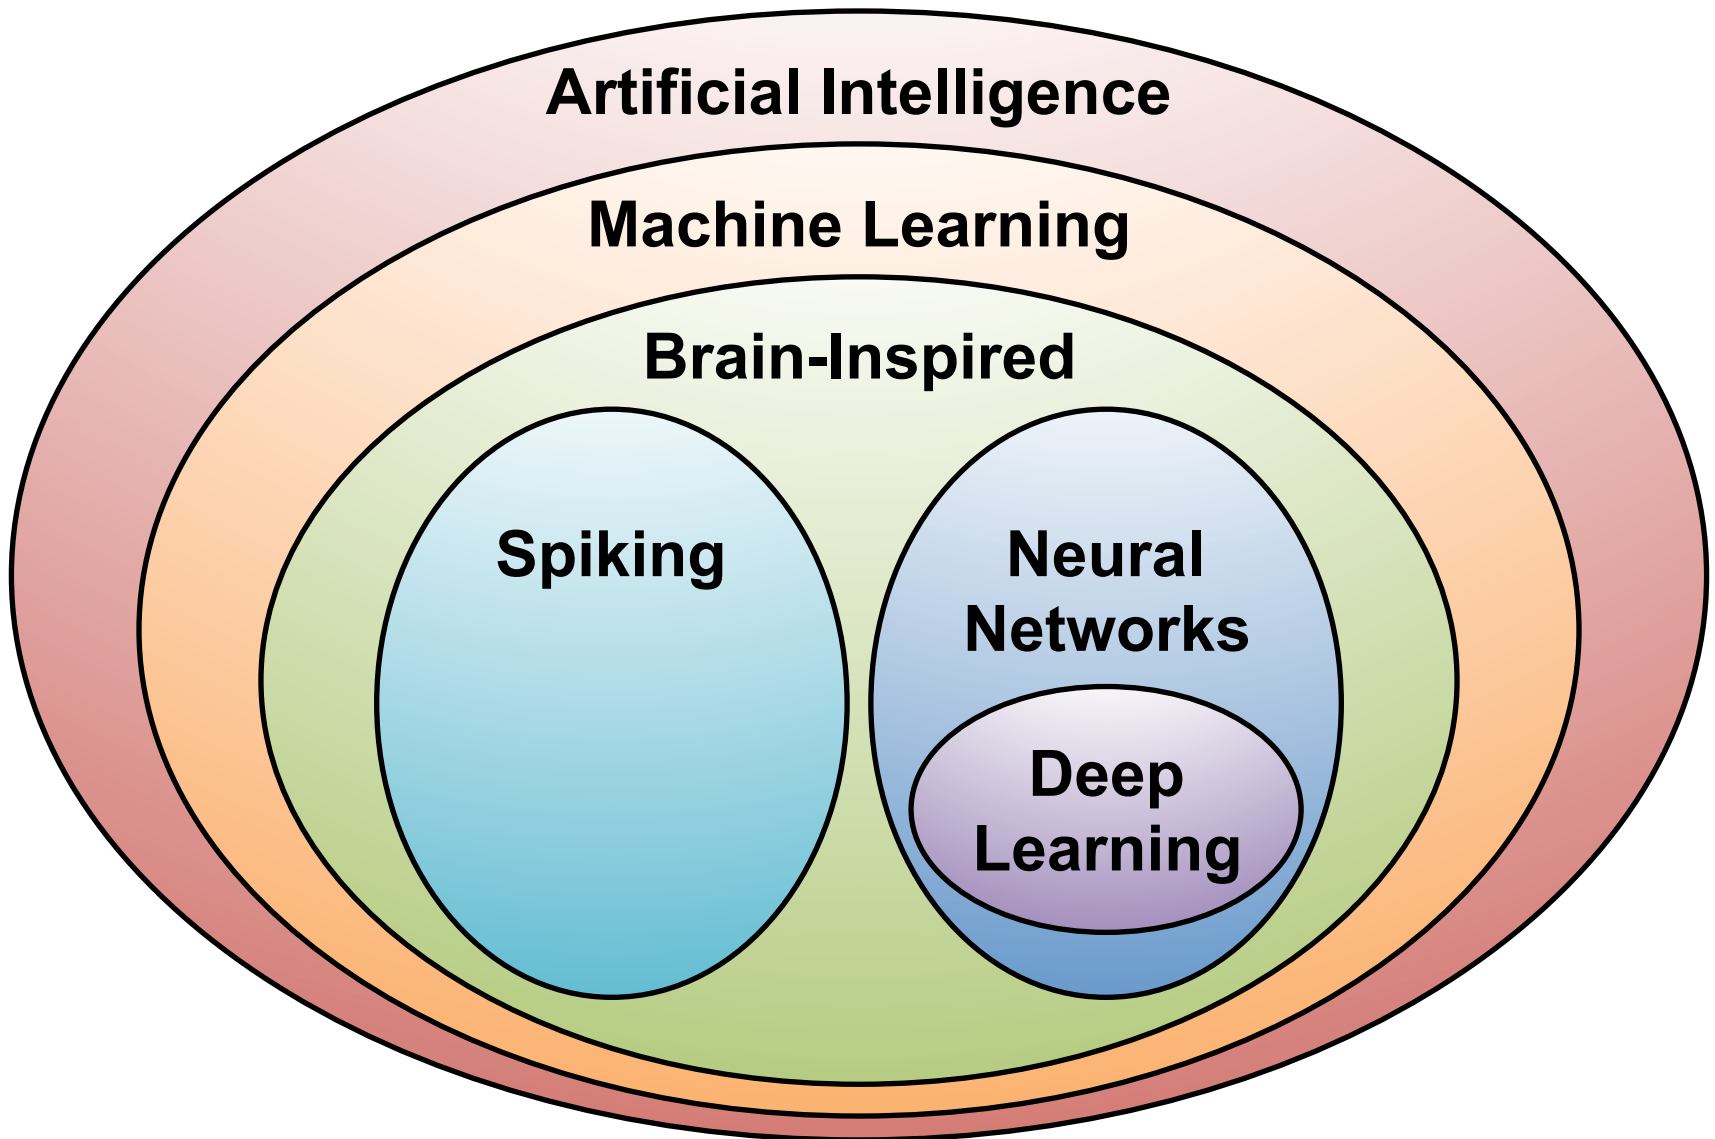 Artificial Intelligence
Machine Learning
Brain-Inspired
Spiking
Neural
Networks
Deep
Learning